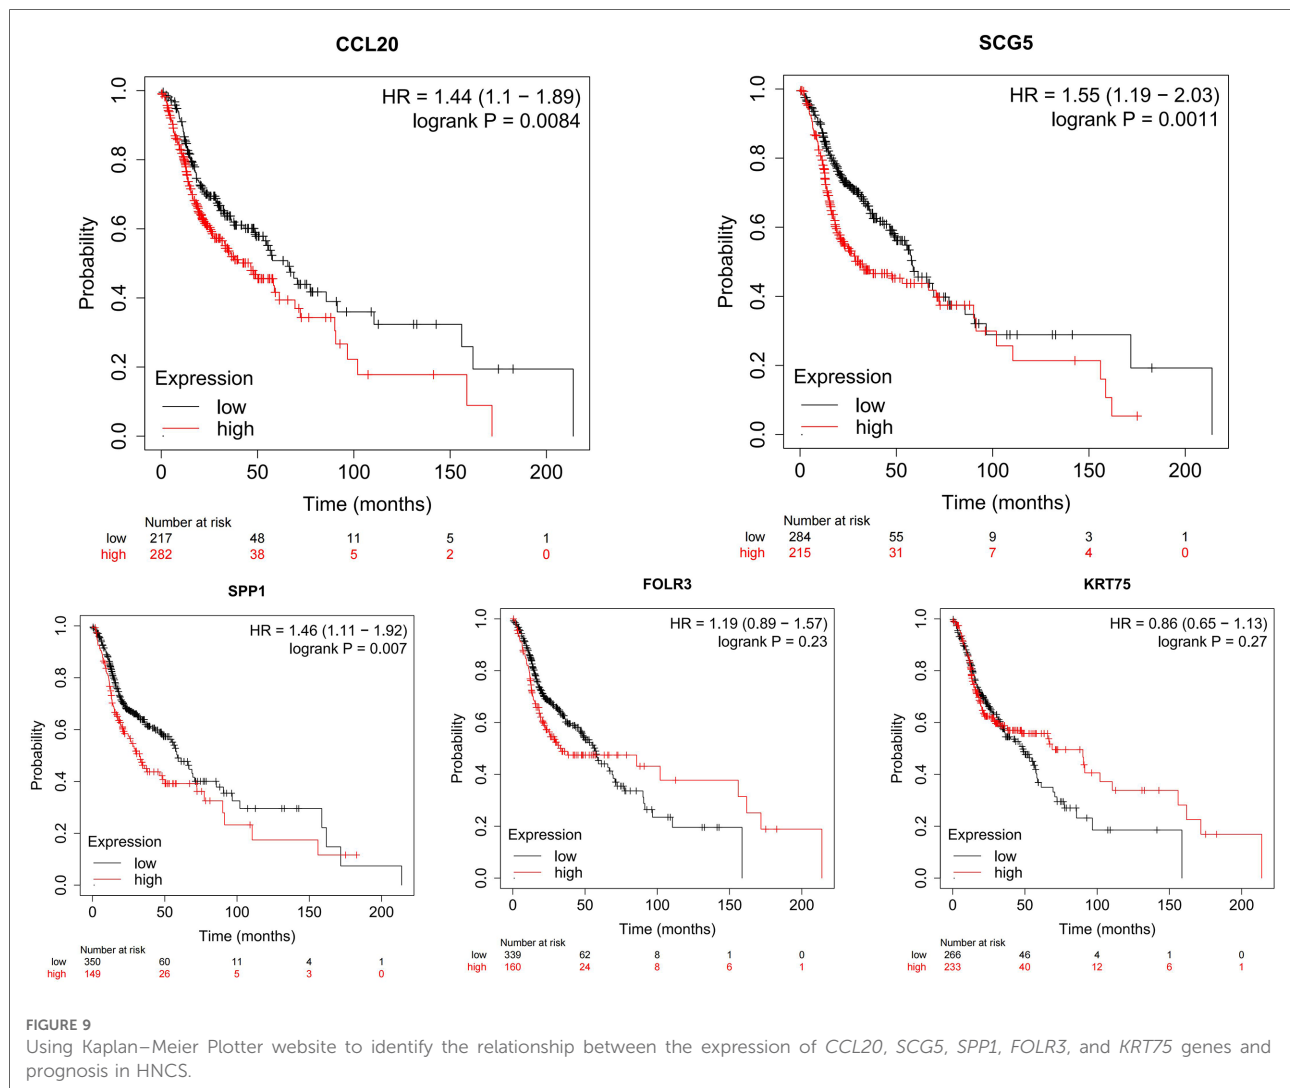 CCL20
HR = 1.44 (1.1 − 1.89)
logrank P = 0.0084
Probability
1.0
0.8
0.6
0.4
0.2
0.0
Expression
low
high
0 50 100 150 200
Time (months)
Number at risk
low 217 48 11 5 1
high 282 38 5 2 0
SCG5
HR = 1.55 (1.19 − 2.03)
logrank P = 0.0011
Probability
1.0
0.8
0.6
0.4
0.2
0.0
Expression
low
high
0 50 100 150 200
Time (months)
Number at risk
low 284 55 9 3 1
high 215 31 7 4 0
SPP1
HR = 1.46 (1.11 − 1.92)
logrank P = 0.007
Probability
1.0
0.8
0.6
0.4
0.2
0.0
Expression
low
high
0 50 100 150 200
Time (months)
Number at risk
low 350 60 11 4 1
high 149 26 5 3 0
FOLR3
HR = 1.19 (0.89 − 1.57)
logrank P = 0.23
Probability
1.0
0.8
0.6
0.4
0.2
0.0
Expression
low
high
0 50 100 150 200
Time (months)
Number at risk
low 339 62 8 1 0
high 160 24 8 6 1
KRT75
HR = 0.86 (0.65 − 1.13)
logrank P = 0.27
Probability
1.0
0.8
0.6
0.4
0.2
0.0
Expression
low
high
0 50 100 150 200
Time (months)
Number at risk
low 266 46 4 1 0
high 233 40 12 6 1
FIGURE 9
Using Kaplan–Meier Plotter website to identify the relationship between the expression of CCL20, SCG5, SPP1, FOLR3, and KRT75 genes and
prognosis in HNCS.